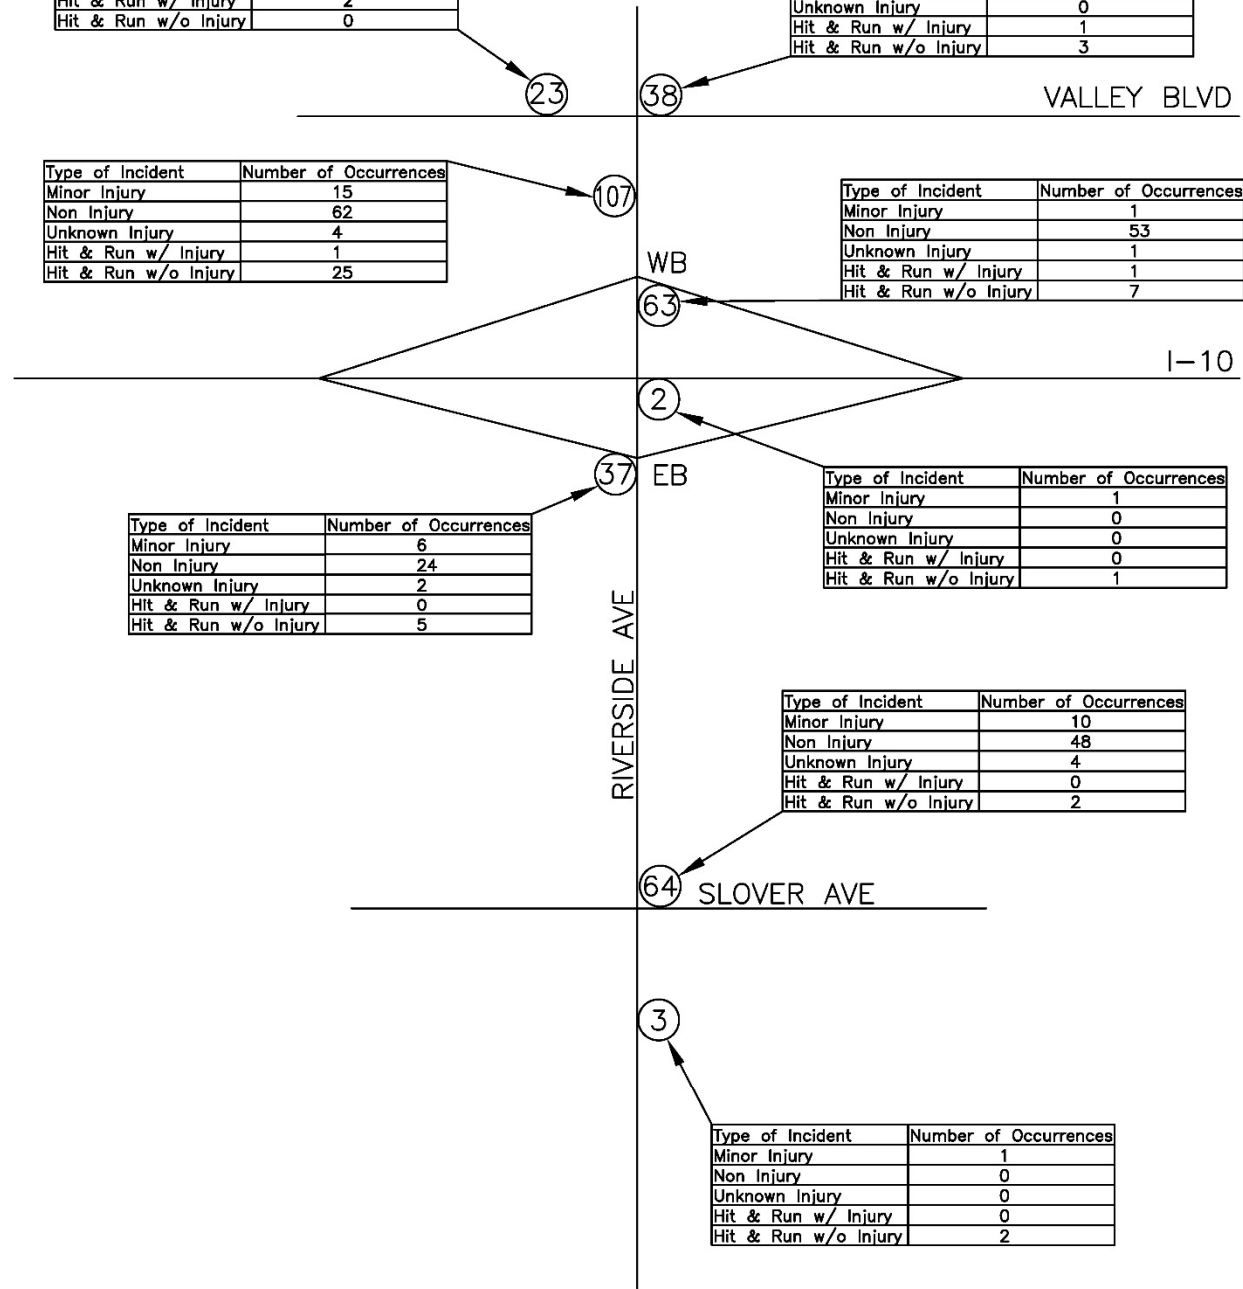 Hit & Run w/ Injury 2
Hit & Run w/o Injury 0
Unknown Injury 0
Hit & Run w/ Injury 1
Hit & Run w/o Injury 3
23
38
VALLEY BLVD
Type of Incident Number of Occurrences
Minor Injury 15
Non Injury 62
Unknown Injury 4
Hit & Run w/ Injury 1
Hit & Run w/o Injury 25
107
Type of Incident Number of Occurrences
Minor Injury 1
Non Injury 53
Unknown Injury 1
Hit & Run w/ Injury 1
Hit & Run w/o Injury 7
WB
63
I-10
2
37
EB
Type of Incident Number of Occurrences
Minor Injury 1
Non Injury 0
Unknown Injury 0
Hit & Run w/ Injury 0
Hit & Run w/o Injury 1
Type of Incident Number of Occurrences
Minor Injury 6
Non Injury 24
Unknown Injury 2
Hit & Run w/ Injury 0
Hit & Run w/o Injury 5
RIVERSIDE AVE
Type of Incident Number of Occurrences
Minor Injury 10
Non Injury 48
Unknown Injury 4
Hit & Run w/ Injury 0
Hit & Run w/o Injury 2
64
SLOVER AVE
3
Type of Incident Number of Occurrences
Minor Injury 1
Non Injury 0
Unknown Injury 0
Hit & Run w/ Injury 0
Hit & Run w/o Injury 2